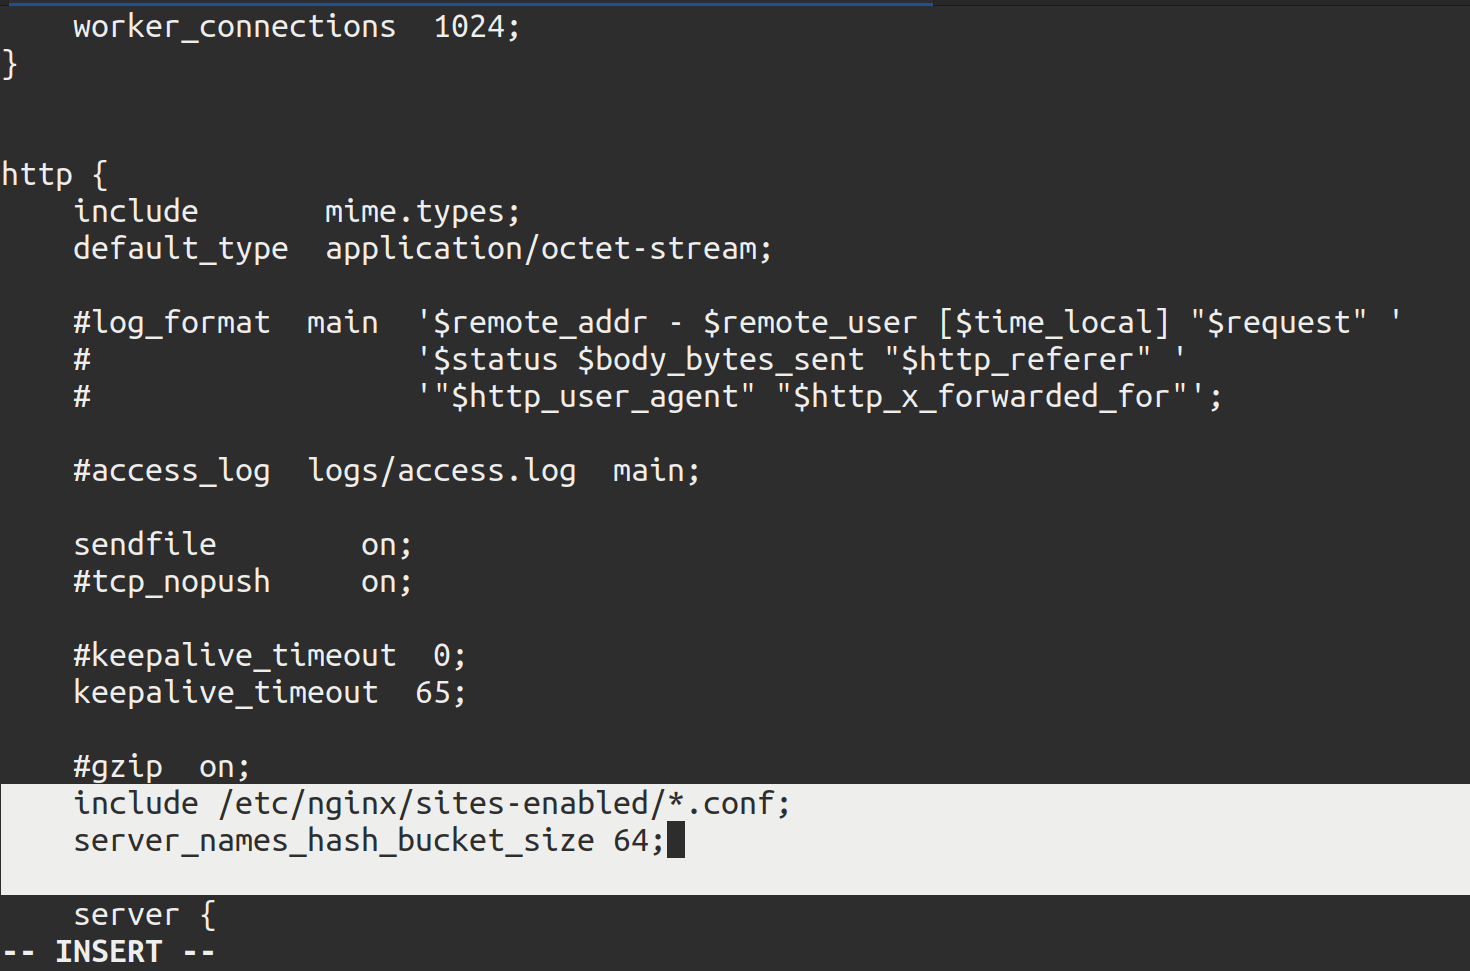 worker_connections  1024;
}
http {
    include       mime.types;
    default_type  application/octet-stream;
    #log_format  main  '$remote_addr - $remote_user [$time_local] "$request" '
    #                  '$status $body_bytes_sent "$http_referer" '
    #                  '"$http_user_agent" "$http_x_forwarded_for"';
    #access_log  logs/access.log  main;
    sendfile        on;
    #tcp_nopush     on;
    #keepalive_timeout  0;
    keepalive_timeout  65;
    #gzip  on;
    include /etc/nginx/sites-enabled/*.conf;
    server_names_hash_bucket_size 64;
    server {
-- INSERT --